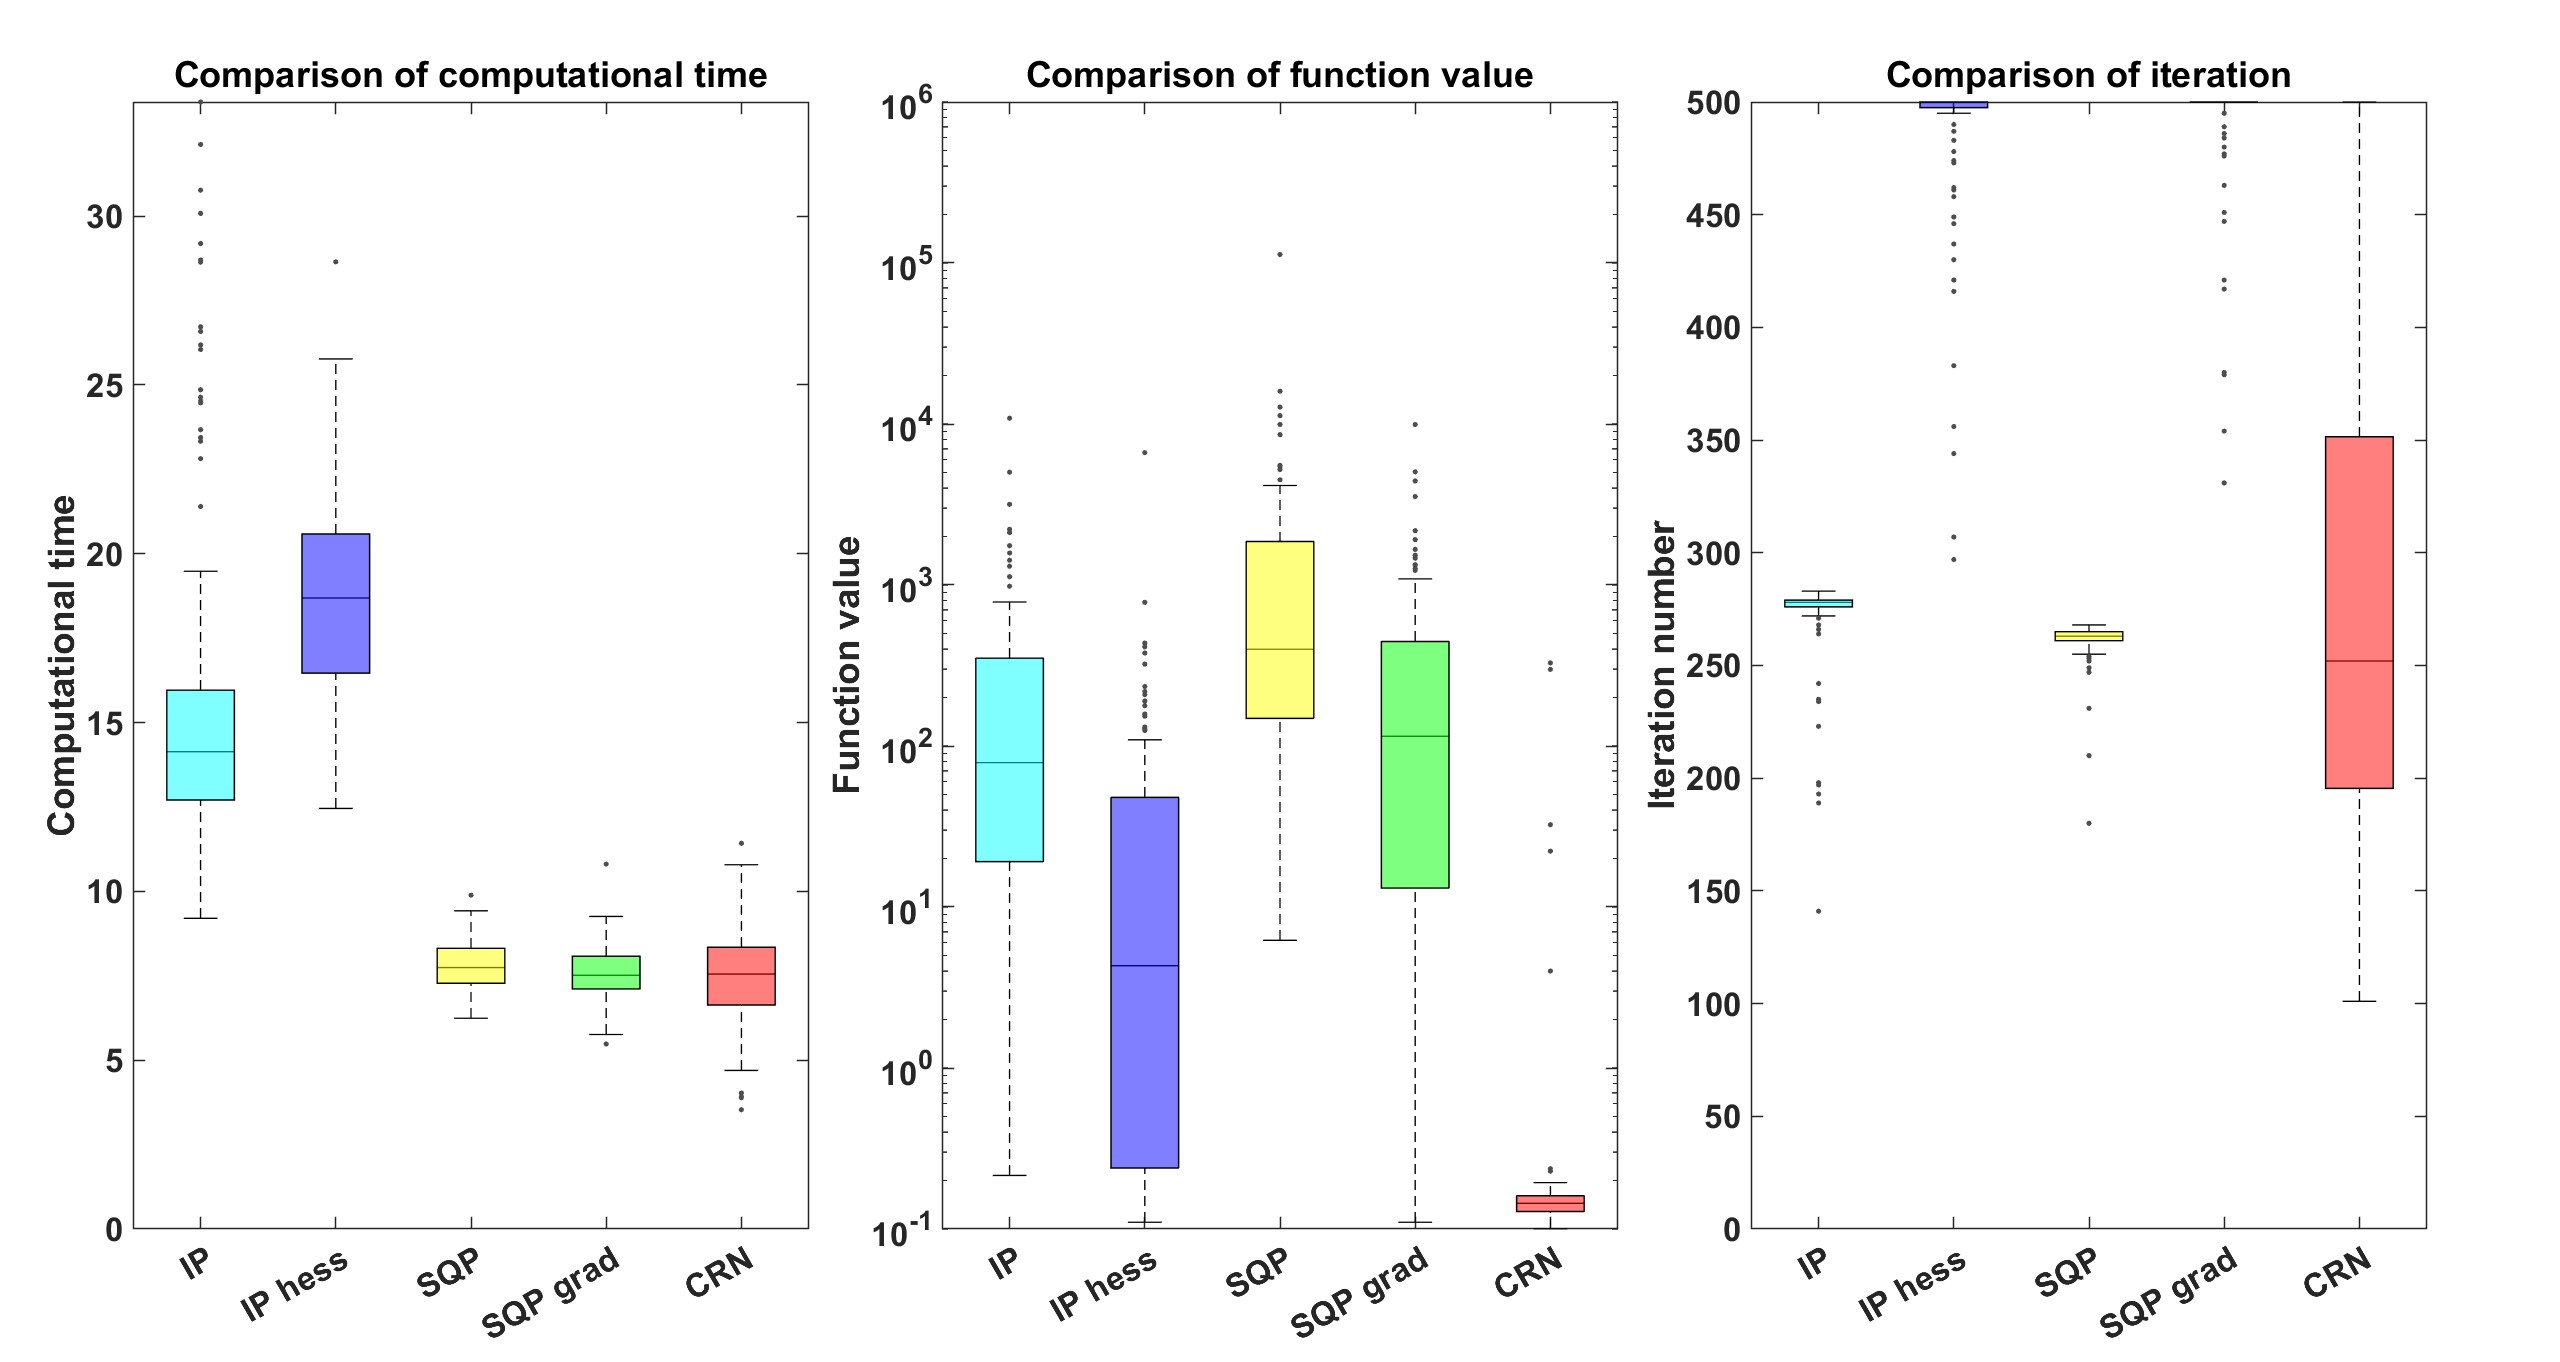 Comparison of computational time
Computational time
30
25
20
15
10
5
0
IP
IP hess
SQP
SQP grad
CRN
Comparison of function value
Function value
10^6
10^5
10^4
10^3
10^2
10^1
10^0
10^-1
IP
IP hess
SQP
SQP grad
CRN
Comparison of iteration
Iteration number
500
450
400
350
300
250
200
150
100
50
0
IP
IP hess
SQP
SQP grad
CRN